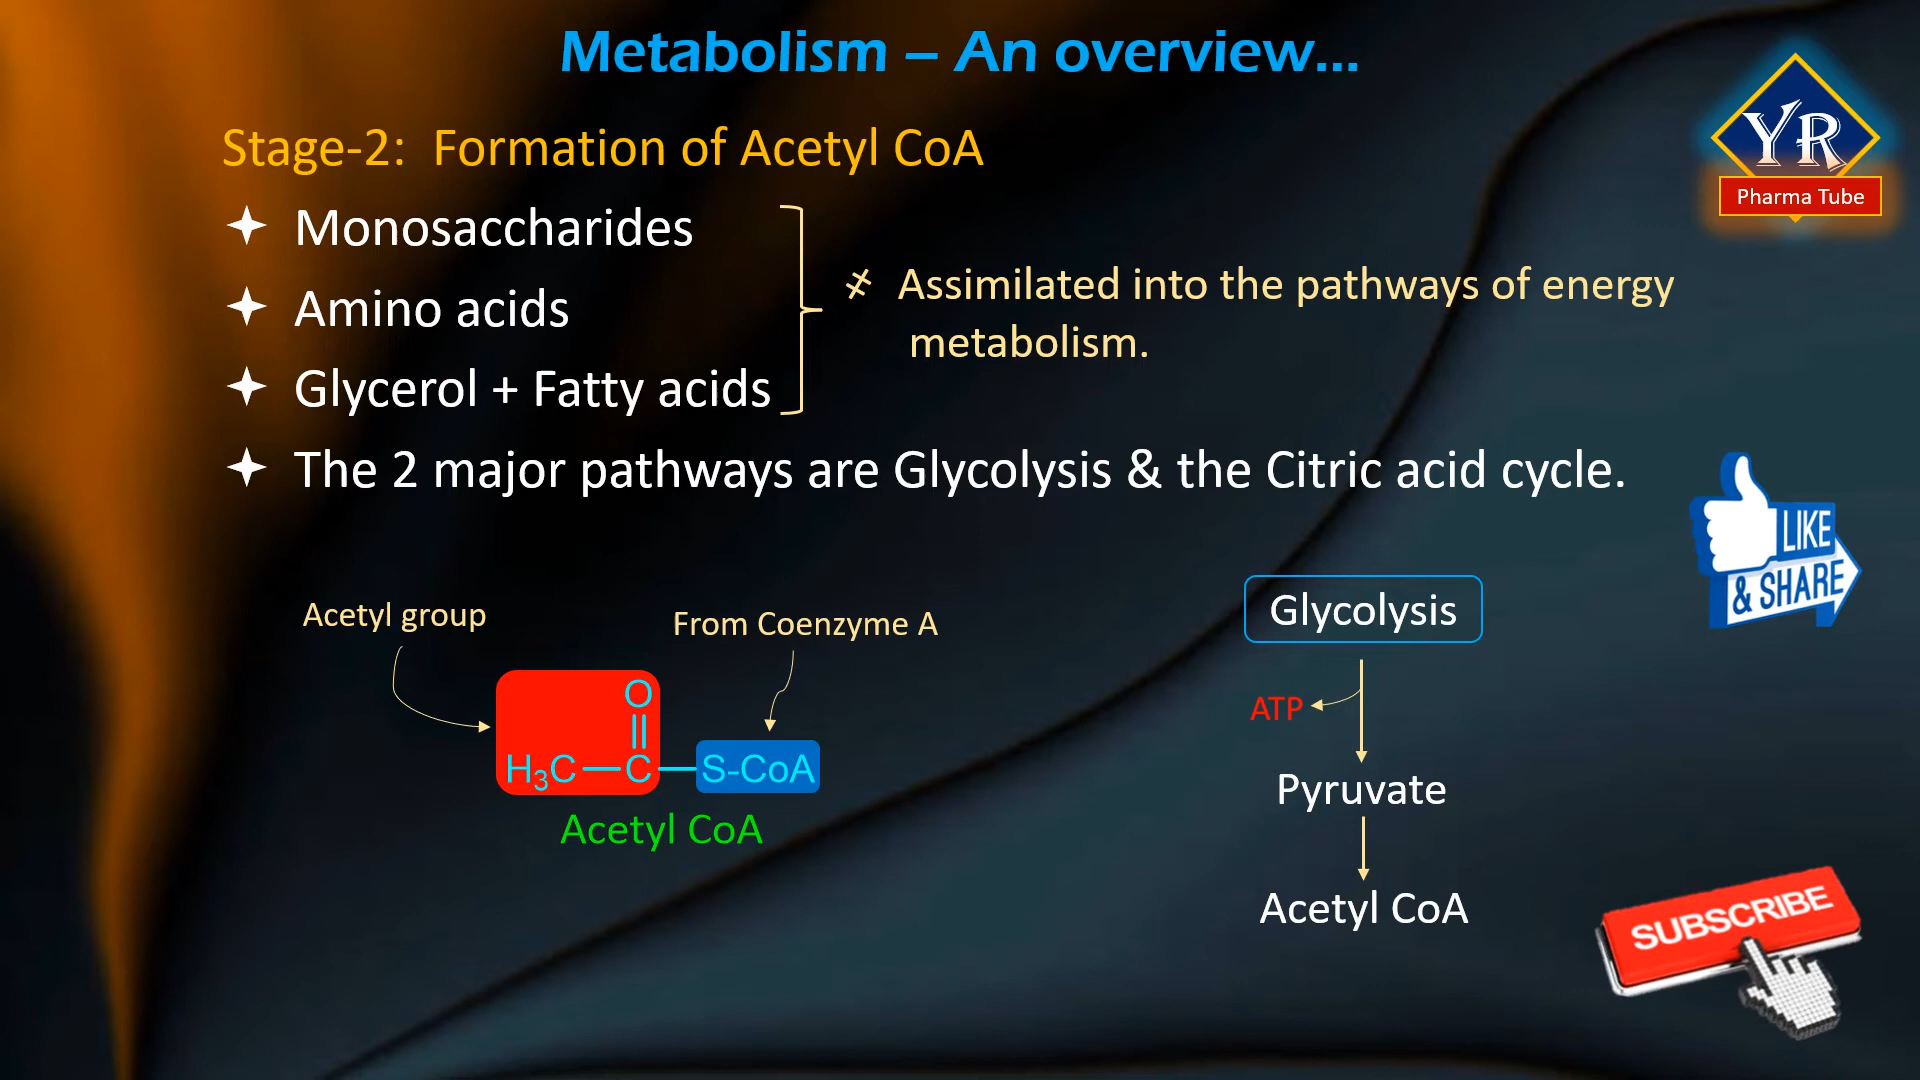 Metabolism – An overview...
YR
Pharma Tube
Stage-2: Formation of Acetyl CoA
Monosaccharides
Amino acids
Glycerol + Fatty acids
Assimilated into the pathways of energy
metabolism.
The 2 major pathways are Glycolysis & the Citric acid cycle.
LIKE
& SHARE
Acetyl group
From Coenzyme A
O
H₃C—C—S-CoA
Acetyl CoA
Glycolysis
ATP
Pyruvate
Acetyl CoA
SUBSCRIBE